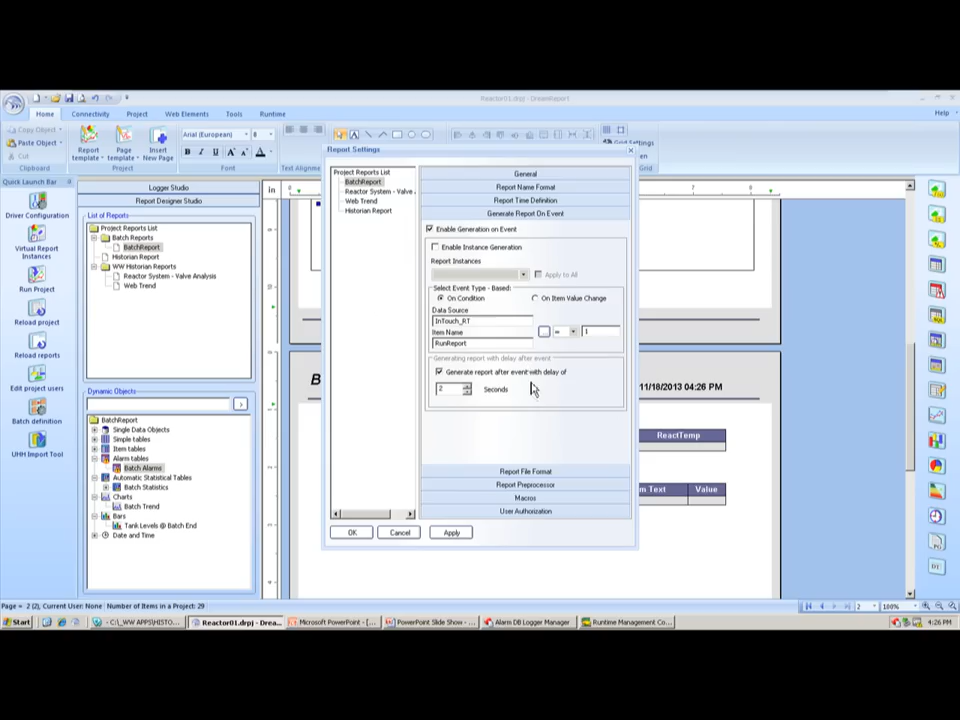 Reactor01.drpj - DreamReport
Home Connectivity Project Web Elements Tools Runtime Help
Copy Object
Paste Object
Cut
Clipboard
Report template
Page template
Insert New Page
Project
Arial (European) 8
B I U A A A
Font
Text Alignme
Grid Settings
Quick Launch Bar
Driver Configuration
Virtual Report Instances
Run Project
Reload project
Reload reports
Edit project users
Batch definition
UHH Import Tool
Logger Studio
Report Designer Studio
List of Reports
Project Reports List
Batch Reports
BatchReport
Historian Report
WW Historian Reports
Reactor System - Valve Analysis
Web Trend
Dynamic Objects
BatchReport
Single Data Objects
Simple tables
Item tables
Alarm tables
Batch Alarms
Automatic Statistical Tables
Batch Statistics
Charts
Batch Trend
Bars
Tank Levels @ Batch End
Date and Time
in
Report Settings
Project Reports List
BatchReport
Reactor System - Valve
Web Trend
Historian Report
General
Report Name Format
Report Time Definition
Generate Report On Event
Enable Generation on Event
Enable Instance Generation
Report Instances
Apply to All
Select Event Type - Based:
On Condition On Item Value Change
Data Source
InTouch_RT
Item Name
... = 1
RunReport
Generating report with delay after event
Generate report after event with delay of
2 Seconds
Report File Format
Report Preprocessor
Macros
User Authorization
OK Cancel Apply
7 8
B
11/18/2013 04:26 PM
ReactTemp
m Text Value
Page = 2 (2), Current User: None Number of Items in a Project: 29
2 100%
Start - C:\_WW APPS\HISTO... Reactor01.drpj - Drea... Microsoft PowerPoint - [... PowerPoint Slide Show - ... Alarm DB Logger Manager Runtime Management Co... 4:26 PM